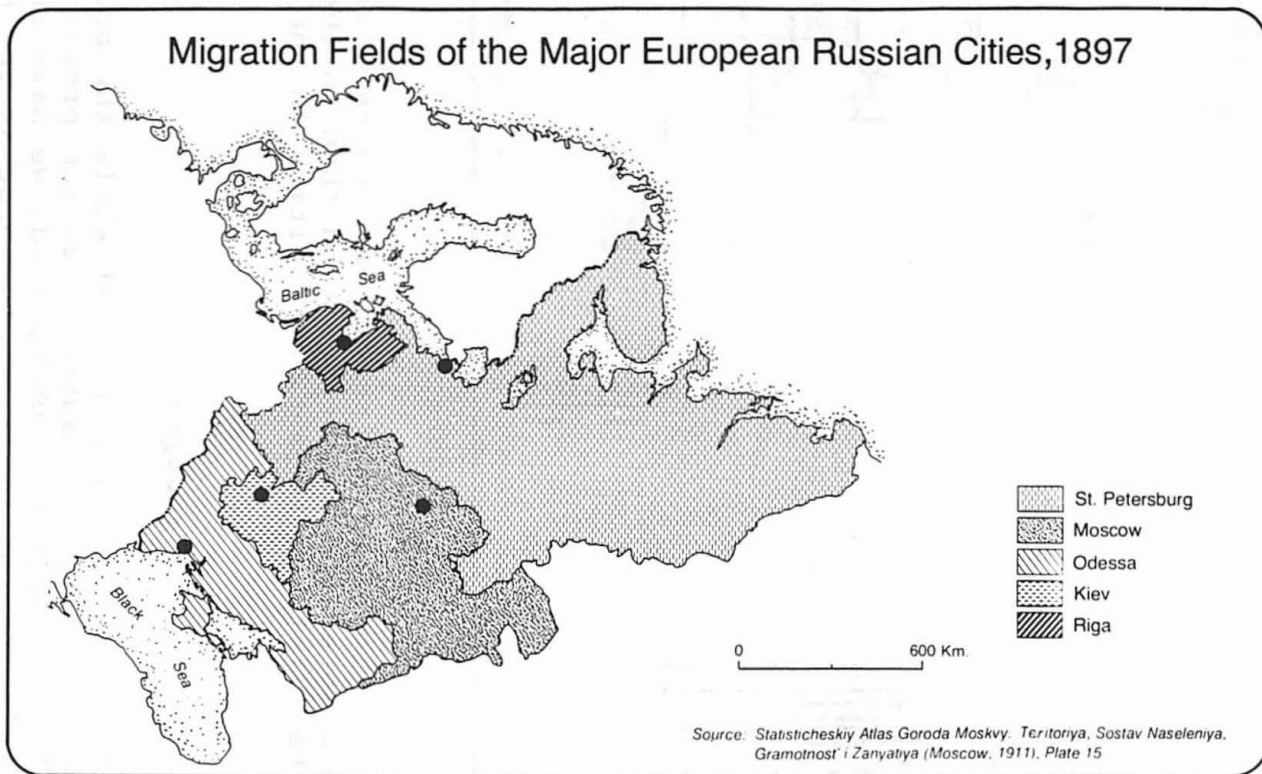 Migration Fields of the Major European Russian Cities,1897
Baltic Sea
Black
Sea
St. Petersburg
Moscow
Odessa
Kiev
Riga
0 600 Km.
Source: Statisticheskiy Atlas Goroda Moskvy. Teritoriya, Sostav Naseleniya,
Gramotnost' i Zanyatiya (Moscow, 1911), Plate 15